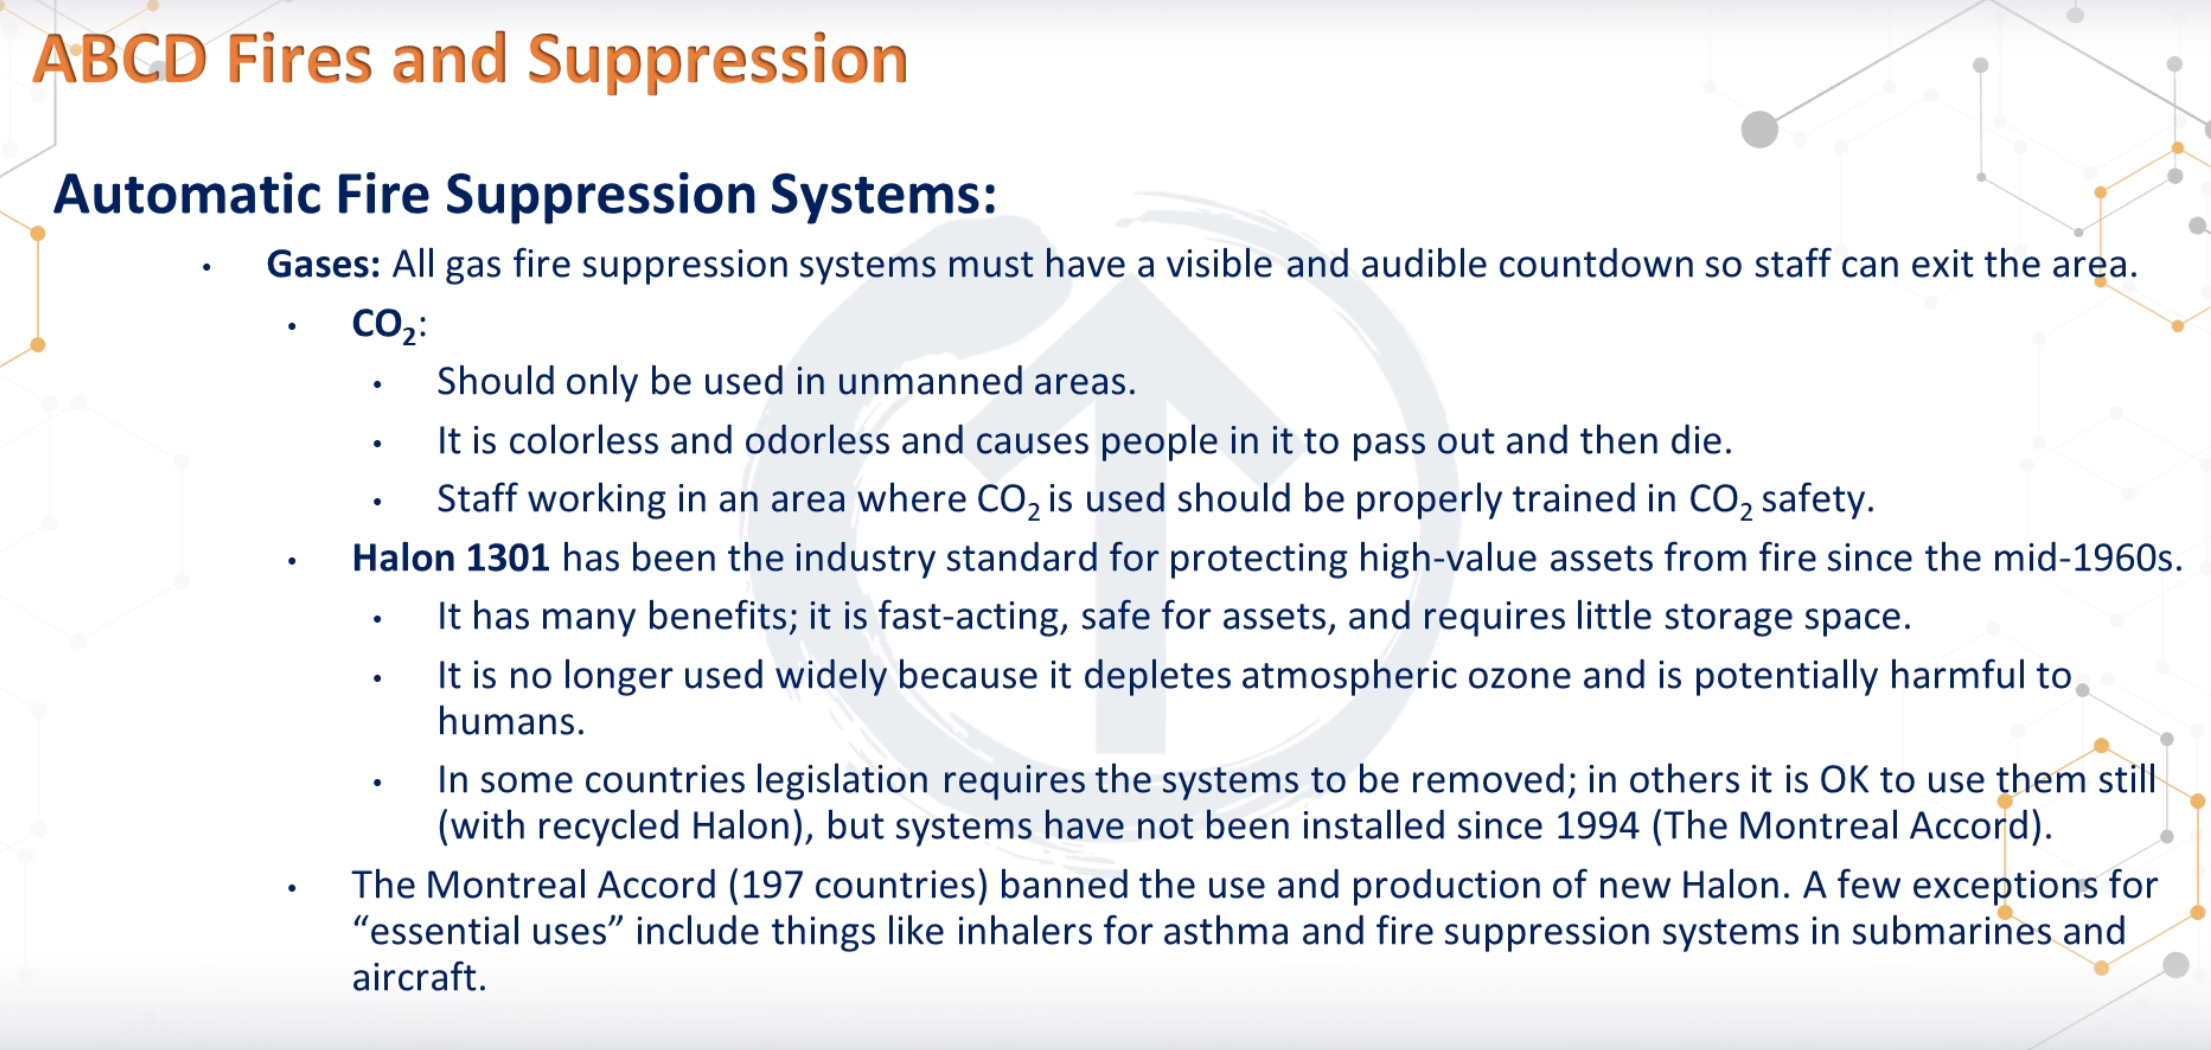 ABCD Fires and Suppression
Automatic Fire Suppression Systems:
• Gases: All gas fire suppression systems must have a visible and audible countdown so staff can exit the area.
• CO₂:
• Should only be used in unmanned areas.
• It is colorless and odorless and causes people in it to pass out and then die.
• Staff working in an area where CO₂ is used should be properly trained in CO₂ safety.
• Halon 1301 has been the industry standard for protecting high-value assets from fire since the mid-1960s.
• It has many benefits; it is fast-acting, safe for assets, and requires little storage space.
• It is no longer used widely because it depletes atmospheric ozone and is potentially harmful to
humans.
• In some countries legislation requires the systems to be removed; in others it is OK to use them still
(with recycled Halon), but systems have not been installed since 1994 (The Montreal Accord).
• The Montreal Accord (197 countries) banned the use and production of new Halon. A few exceptions for
“essential uses” include things like inhalers for asthma and fire suppression systems in submarines and
aircraft.